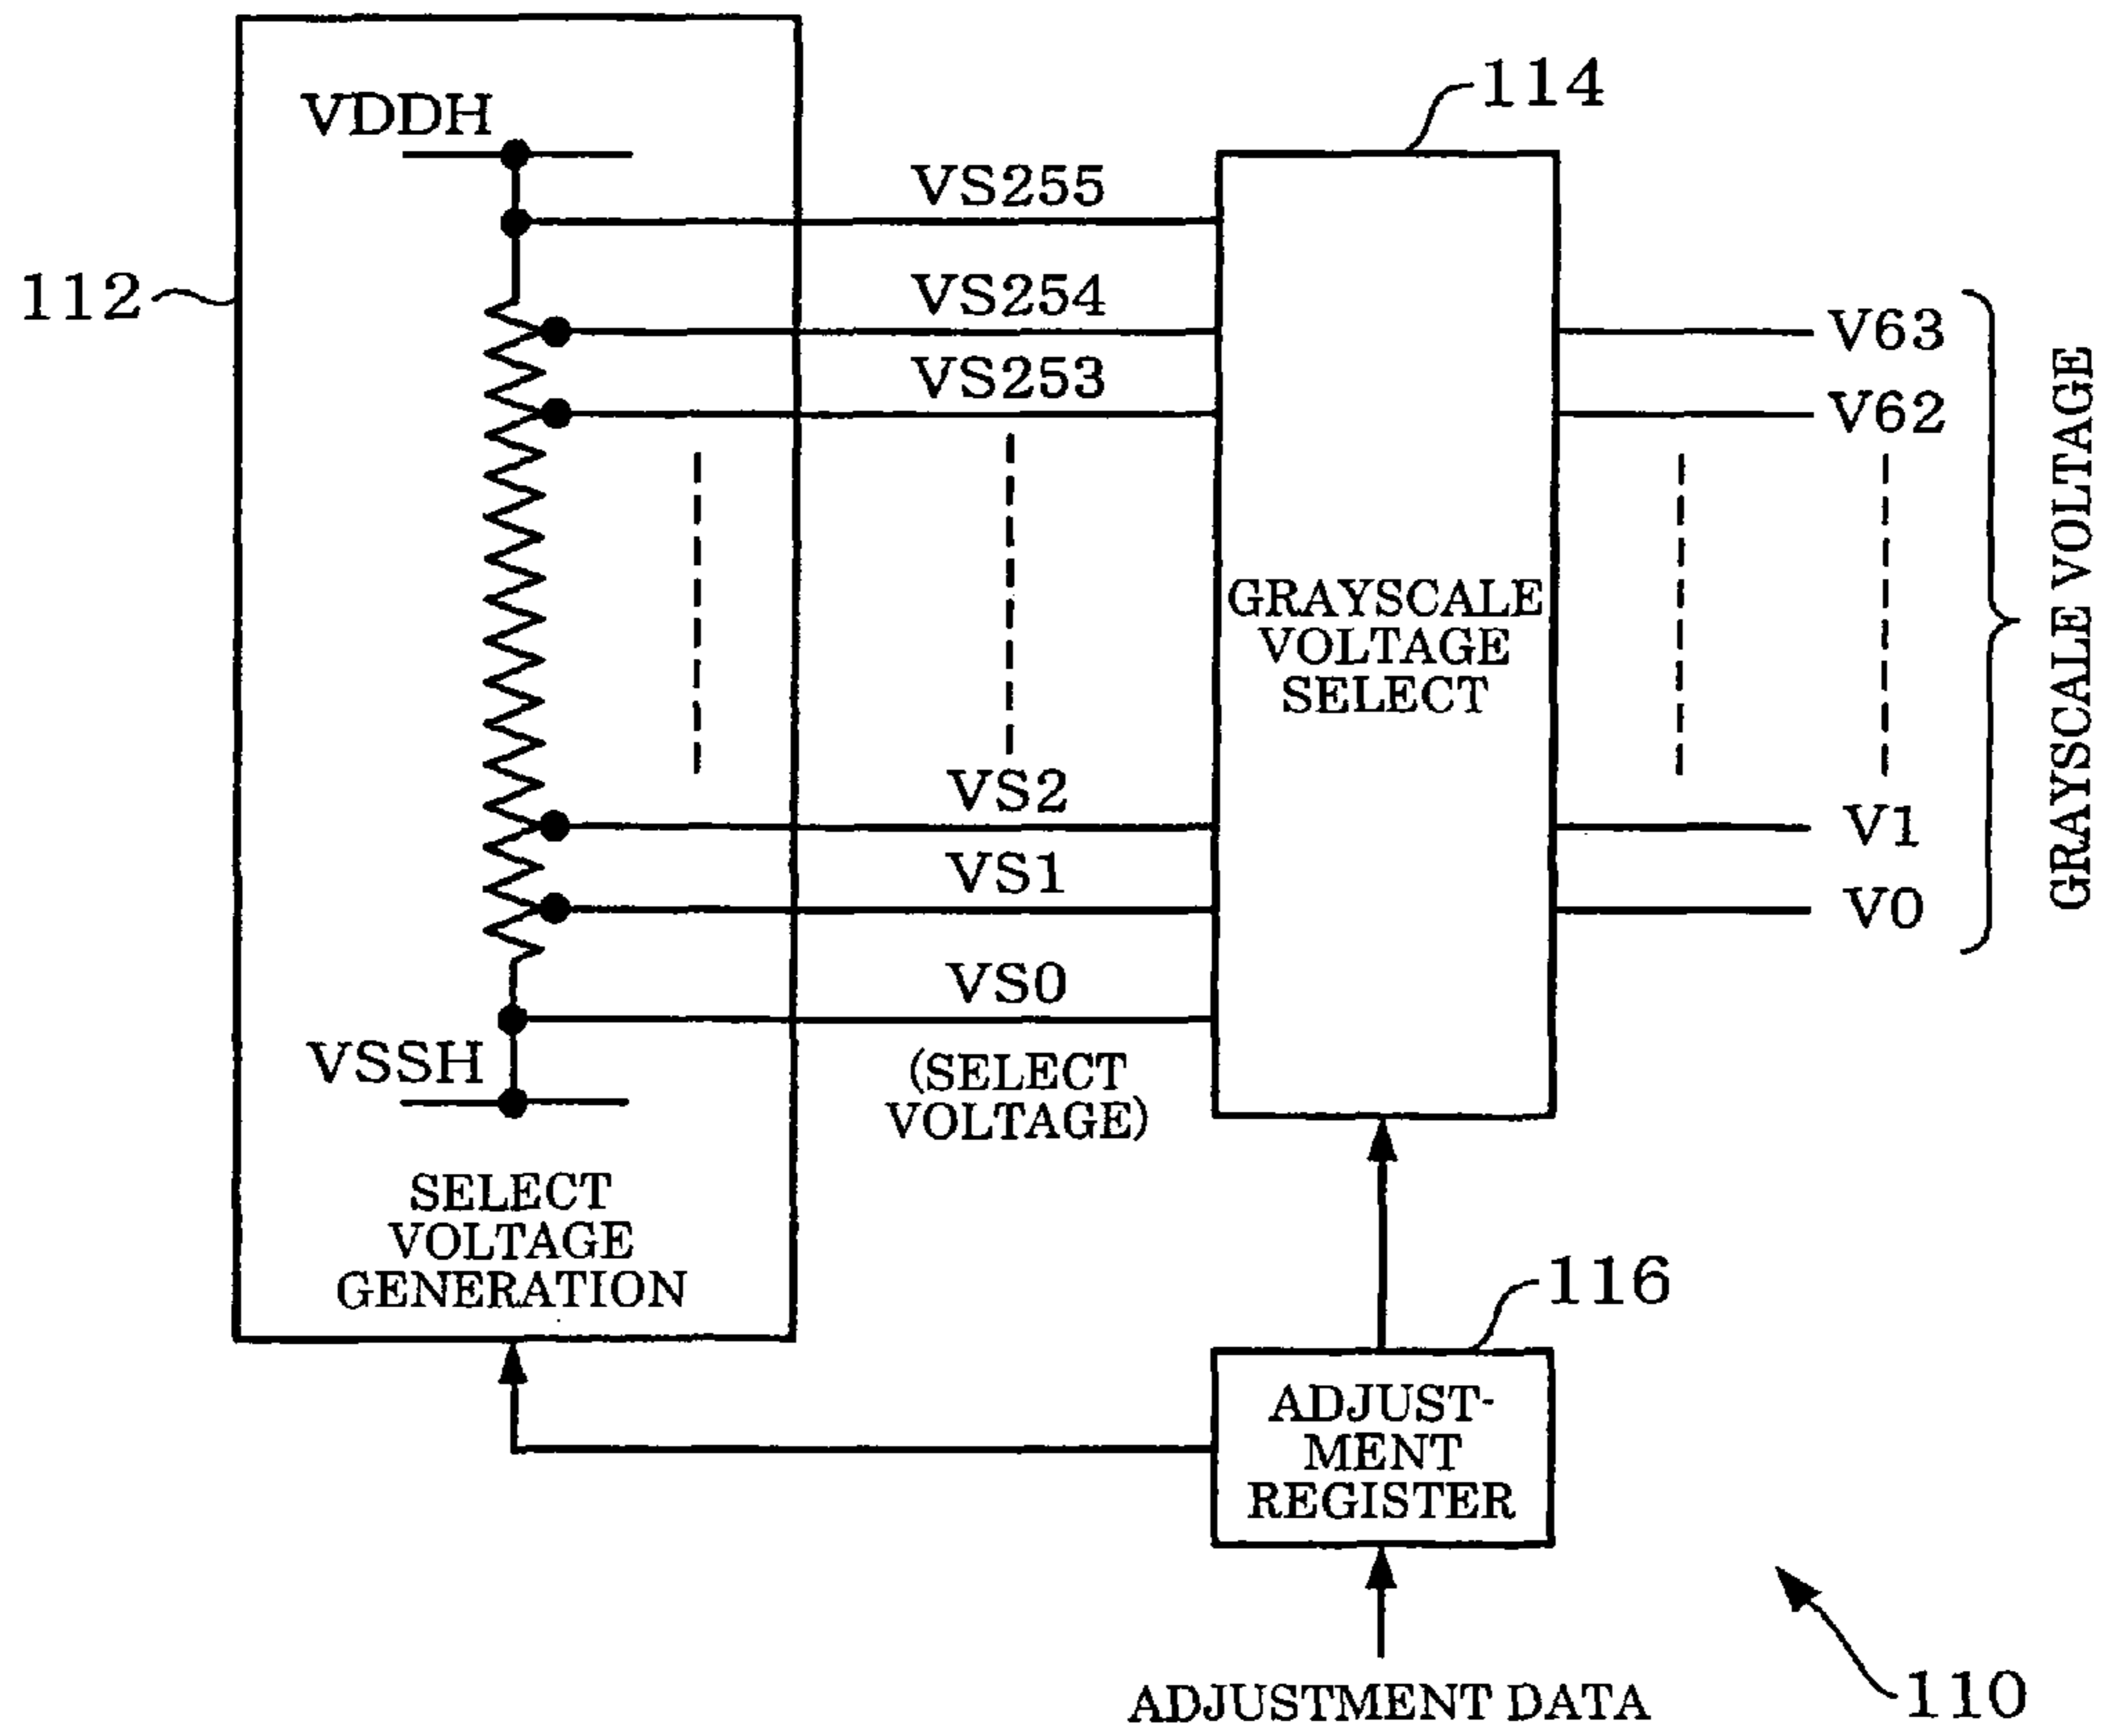 VDDH
112
VS255
VS254
VS253
VS2
VS1
VS0
(SELECT
VOLTAGE)
VSSH
SELECT
VOLTAGE
GENERATION
114
GRAYSCALE
VOLTAGE
SELECT
V63
V62
V1
V0
GRAYSCALE VOLTAGE
116
ADJUST-
MENT
REGISTER
ADJUSTMENT DATA
110